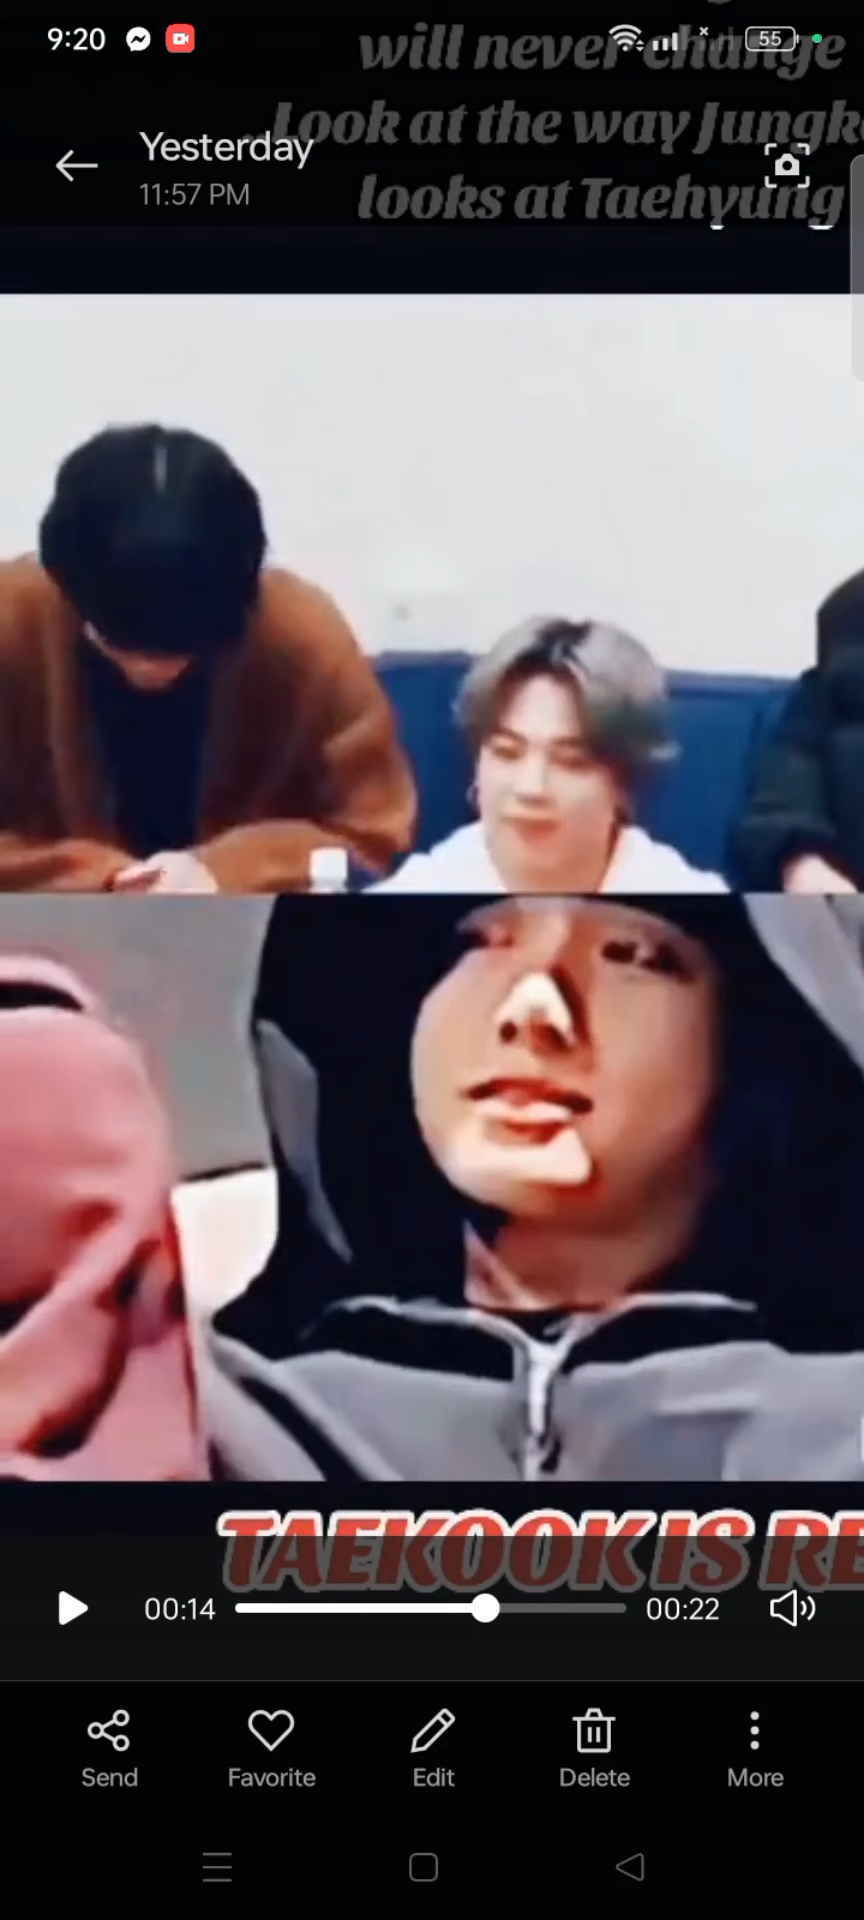 9:20
55
will never change
..Look at the way Jungk
looks at Taehyung
Yesterday
11:57 PM
TAEKOOK IS RE
00:14
00:22
Send
Favorite
Edit
Delete
More